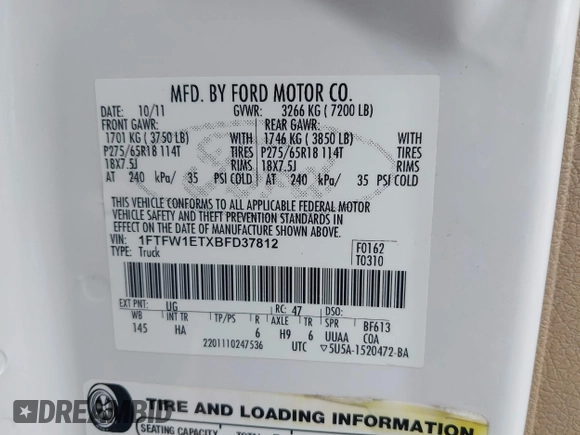 MFD. BY FORD MOTOR CO.
DATE: 10/11 GVWR: 3266 KG ( 7200 LB)
FRONT GAWR: REAR GAWR:
1701 KG ( 3750 LB) WITH 1746 KG ( 3850 LB) WITH
P275/65R18 114T TIRES P275/65R18 114T TIRES
18X7.5J RIMS 18X7.5J RIMS
AT 240 kPa/ 35 PSI COLD AT 240 kPa/ 35 PSI COLD
THIS VEHICLE CONFORMS TO ALL APPLICABLE FEDERAL MOTOR
VEHICLE SAFETY AND THEFT PREVENTION STANDARDS IN
EFFECT ON THE DATE OF MANUFACTURE SHOWN ABOVE.
VIN: 1FTFW1ETXBFD37812 F0162
TYPE: Truck T0310
EXT PNT: UG RC: 47 DSO:
WB INT TR TP/PS R AXLE TR BF613
145 HA 6 H9 6 UUAA COA
2201110247536 UTC 5U5A-1520472-BA
TIRE AND LOADING INFORMATION
SEATING CAPACITY
DREAMBID